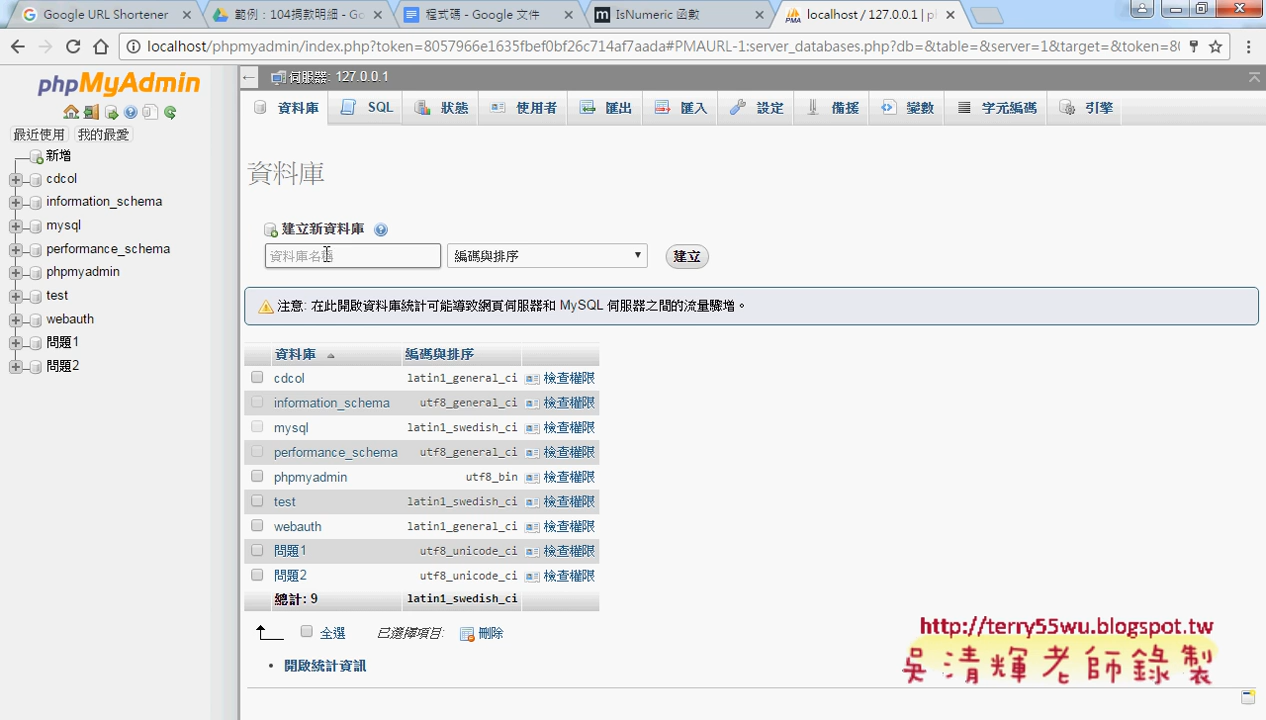 Google URL Shortener
範例：104捐款明細 - Go
程式碼 - Google 文件
IsNumeric 函數
localhost / 127.0.0.1 | p
localhost/phpmyadmin/index.php?token=8057966e1635fbef0bf26c714af7aada#PMAURL-1:server_databases.php?db=&table=&server=1&target=&token=80
phpMyAdmin
最近使用 我的最愛
新增
cdcol
information_schema
mysql
performance_schema
phpmyadmin
test
webauth
問題1
問題2
伺服器: 127.0.0.1
資料庫 SQL 狀態 使用者 匯出 匯入 設定 備援 變數 字元編碼 引擎
資料庫
建立新資料庫
資料庫名稱 編碼與排序 建立
注意: 在此開啟資料庫統計可能導致網頁伺服器和 MySQL 伺服器之間的流量驟增。
資料庫 編碼與排序
cdcol latin1_general_ci 檢查權限
information_schema utf8_general_ci 檢查權限
mysql latin1_swedish_ci 檢查權限
performance_schema utf8_general_ci 檢查權限
phpmyadmin utf8_bin 檢查權限
test latin1_swedish_ci 檢查權限
webauth latin1_general_ci 檢查權限
問題1 utf8_unicode_ci 檢查權限
問題2 utf8_unicode_ci 檢查權限
總計: 9 latin1_swedish_ci
全選 已選擇項目: 刪除
開啟統計資訊
http://terry55wu.blogspot.tw
吳清輝老師錄製